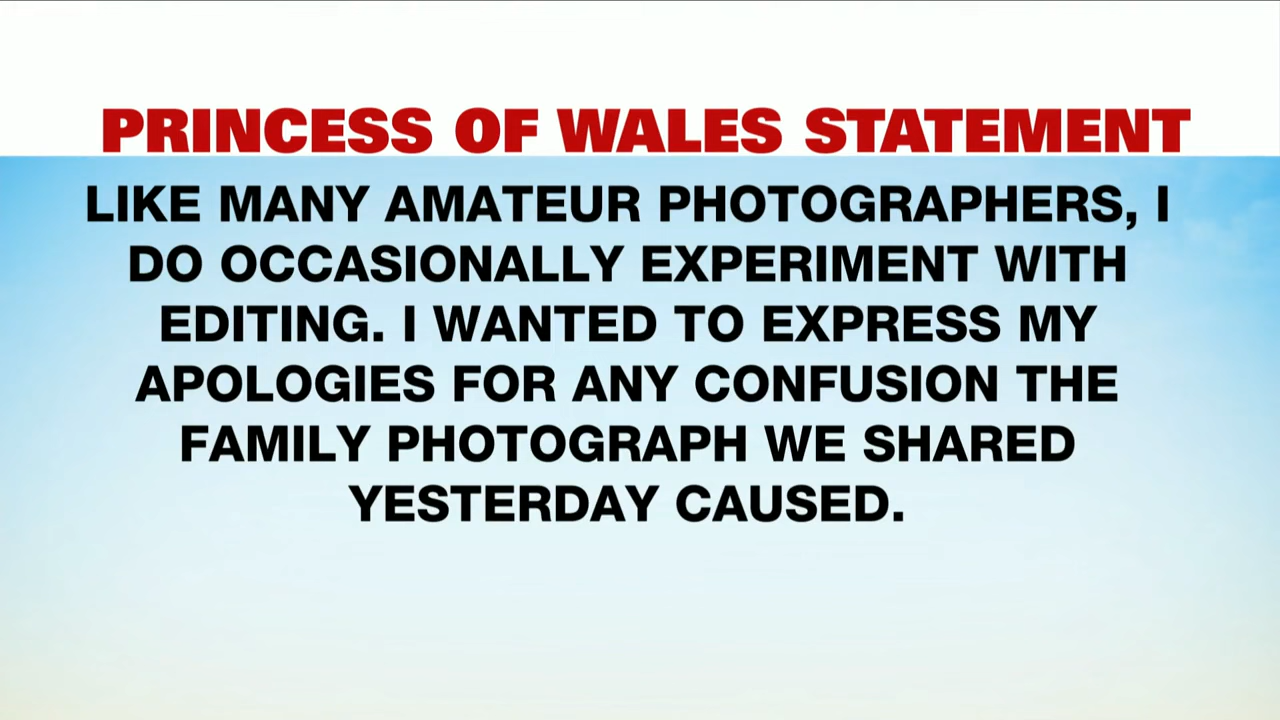 PRINCESS OF WALES STATEMENT
LIKE MANY AMATEUR PHOTOGRAPHERS, I
DO OCCASIONALLY EXPERIMENT WITH
EDITING. I WANTED TO EXPRESS MY
APOLOGIES FOR ANY CONFUSION THE
FAMILY PHOTOGRAPH WE SHARED
YESTERDAY CAUSED.